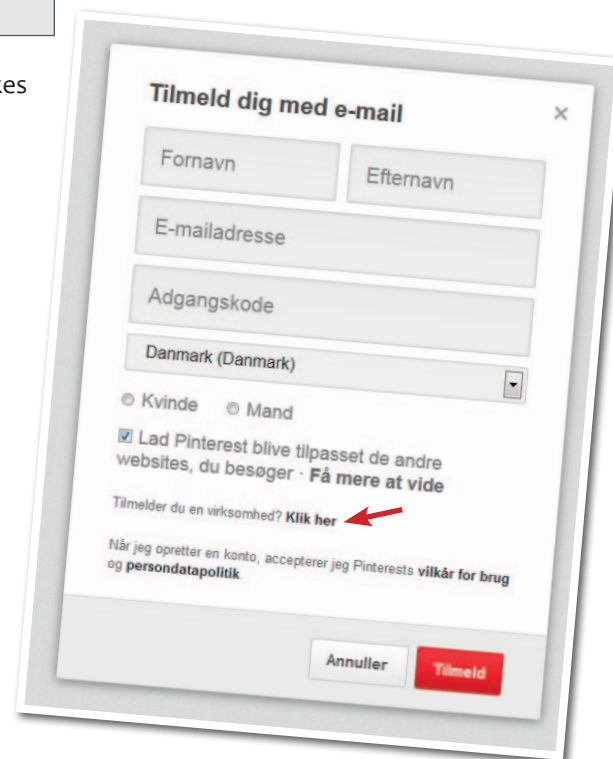 Tilmeld dig med e-mail ×
Fornavn Efternavn
E-mailadresse
Adgangskode
Danmark (Danmark)
Kvinde Mand
Lad Pinterest blive tilpasset de andre
websites, du besøger · Få mere at vide
Tilmelder du en virksomhed? Klik her
Når jeg opretter en konto, accepterer jeg Pinterests vilkår for brug
og persondatapolitik.
Annuller Tilmeld